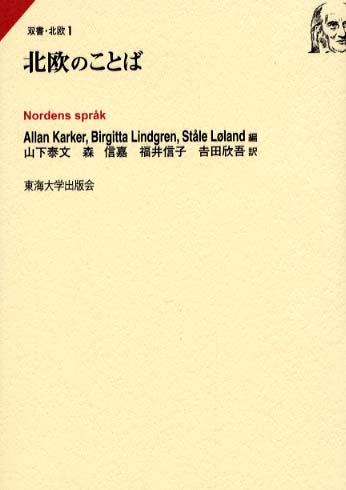 双書・北欧1
北欧のことば
Nordens språk
Allan Karker, Birgitta Lindgren, Ståle Løland 編
山下泰文 森 信嘉 福井信子 𠮷田欣吾 訳
東海大学出版会